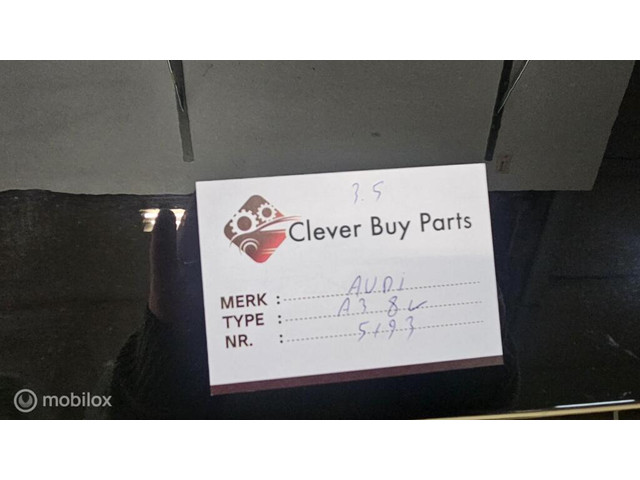 3.5
Clever Buy Parts
MERK : AUDi
TYPE : A3 8v
NR. : 5193
mobilox